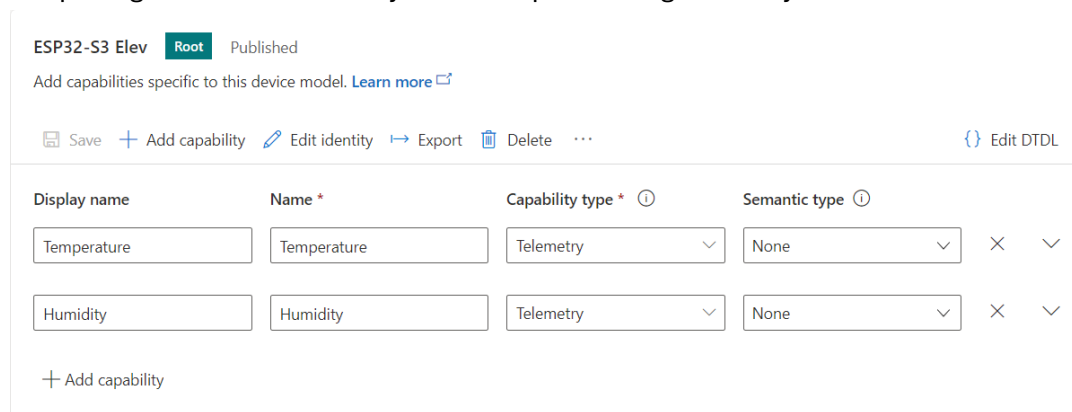 ESP32-S3 Elev Root Published
Add capabilities specific to this device model. Learn more
Save Add capability Edit identity Export Delete ... {} Edit DTDL
Display name Name * Capability type * Semantic type
Temperature Temperature Telemetry None
Humidity Humidity Telemetry None
Add capability